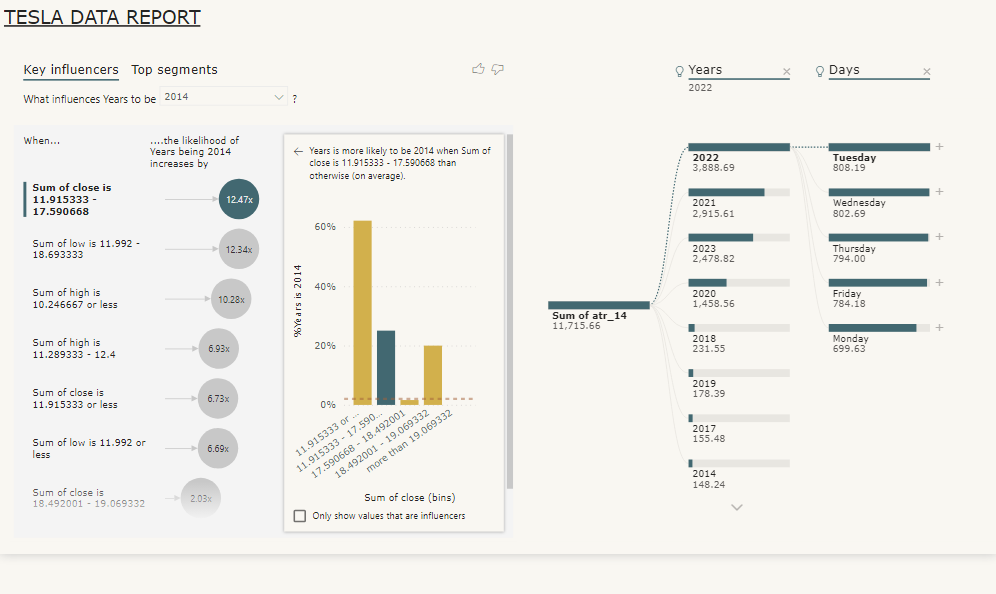 TESLA DATA REPORT
Key influencers Top segments
What influences Years to be 2014 ?
When...
....the likelihood of
Years being 2014
increases by
Sum of close is
11.915333 -
17.590668
12.47x
Sum of low is 11.992 -
18.693333
12.34x
Sum of high is
10.246667 or less
10.28x
Sum of high is
11.289333 - 12.4
6.93x
Sum of close is
11.915333 or less
6.73x
Sum of low is 11.992 or
less
6.69x
Sum of close is
18.492001 - 19.069332
2.03x
← Years is more likely to be 2014 when Sum of
close is 11.915333 - 17.590668 than
otherwise (on average).
%Years is 2014
60%
40%
20%
0%
11.915333 or ...
11.915333 - 17.590...
17.590668 - 18.492001
18.492001 - 19.069332
more than 19.069332
Sum of close (bins)
Only show values that are influencers
Years
2022
Days
Sum of atr_14
11,715.66
2022
3,888.69
2021
2,915.61
2023
2,478.82
2020
1,458.56
2018
231.55
2019
178.39
2017
155.48
2014
148.24
Tuesday
808.19
Wednesday
802.69
Thursday
794.00
Friday
784.18
Monday
699.63